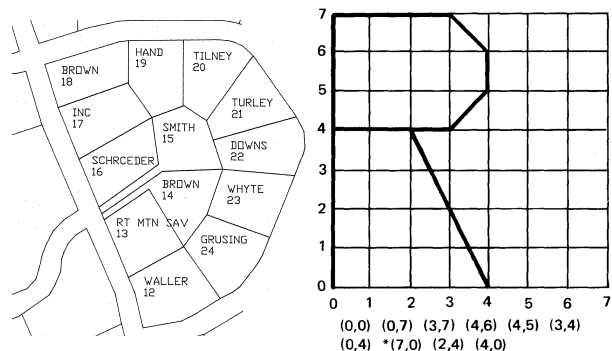 BROWN
18
HAND
19
TILNEY
20
INC
17
TURLEY
21
SMITH
15
SCHRCEDER
16
DOWNS
22
BROWN
14
WHYTE
23
RT MTN SAV
13
GRUSING
24
WALLER
12
7
6
5
4
3
2
1
0
0 1 2 3 4 5 6 7
(0,0) (0,7) (3,7) (4,6) (4,5) (3,4)
(0,4) *(7,0) (2,4) (4,0)